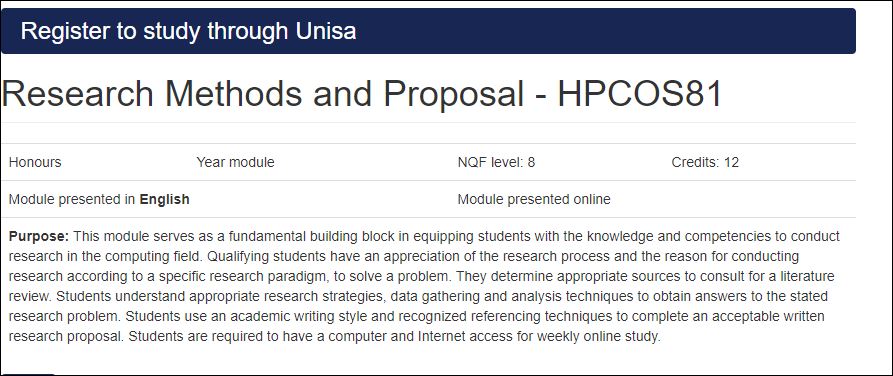 Register to study through Unisa
Research Methods and Proposal - HPCOS81
Honours Year module NQF level: 8 Credits: 12
Module presented in English Module presented online
Purpose: This module serves as a fundamental building block in equipping students with the knowledge and competencies to conduct
research in the computing field. Qualifying students have an appreciation of the research process and the reason for conducting
research according to a specific research paradigm, to solve a problem. They determine appropriate sources to consult for a literature
review. Students understand appropriate research strategies, data gathering and analysis techniques to obtain answers to the stated
research problem. Students use an academic writing style and recognized referencing techniques to complete an acceptable written
research proposal. Students are required to have a computer and Internet access for weekly online study.